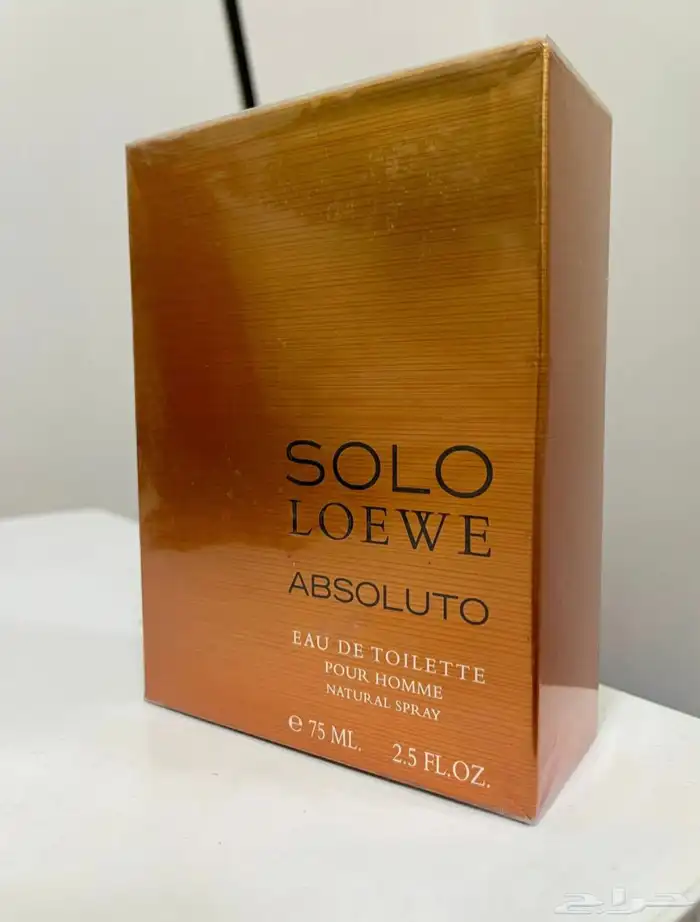 SOLO
LOEWE
ABSOLUTO
EAU DE TOILETTE
POUR HOMME
NATURAL SPRAY
℮ 75 ML. 2.5 FL.OZ.
حراج